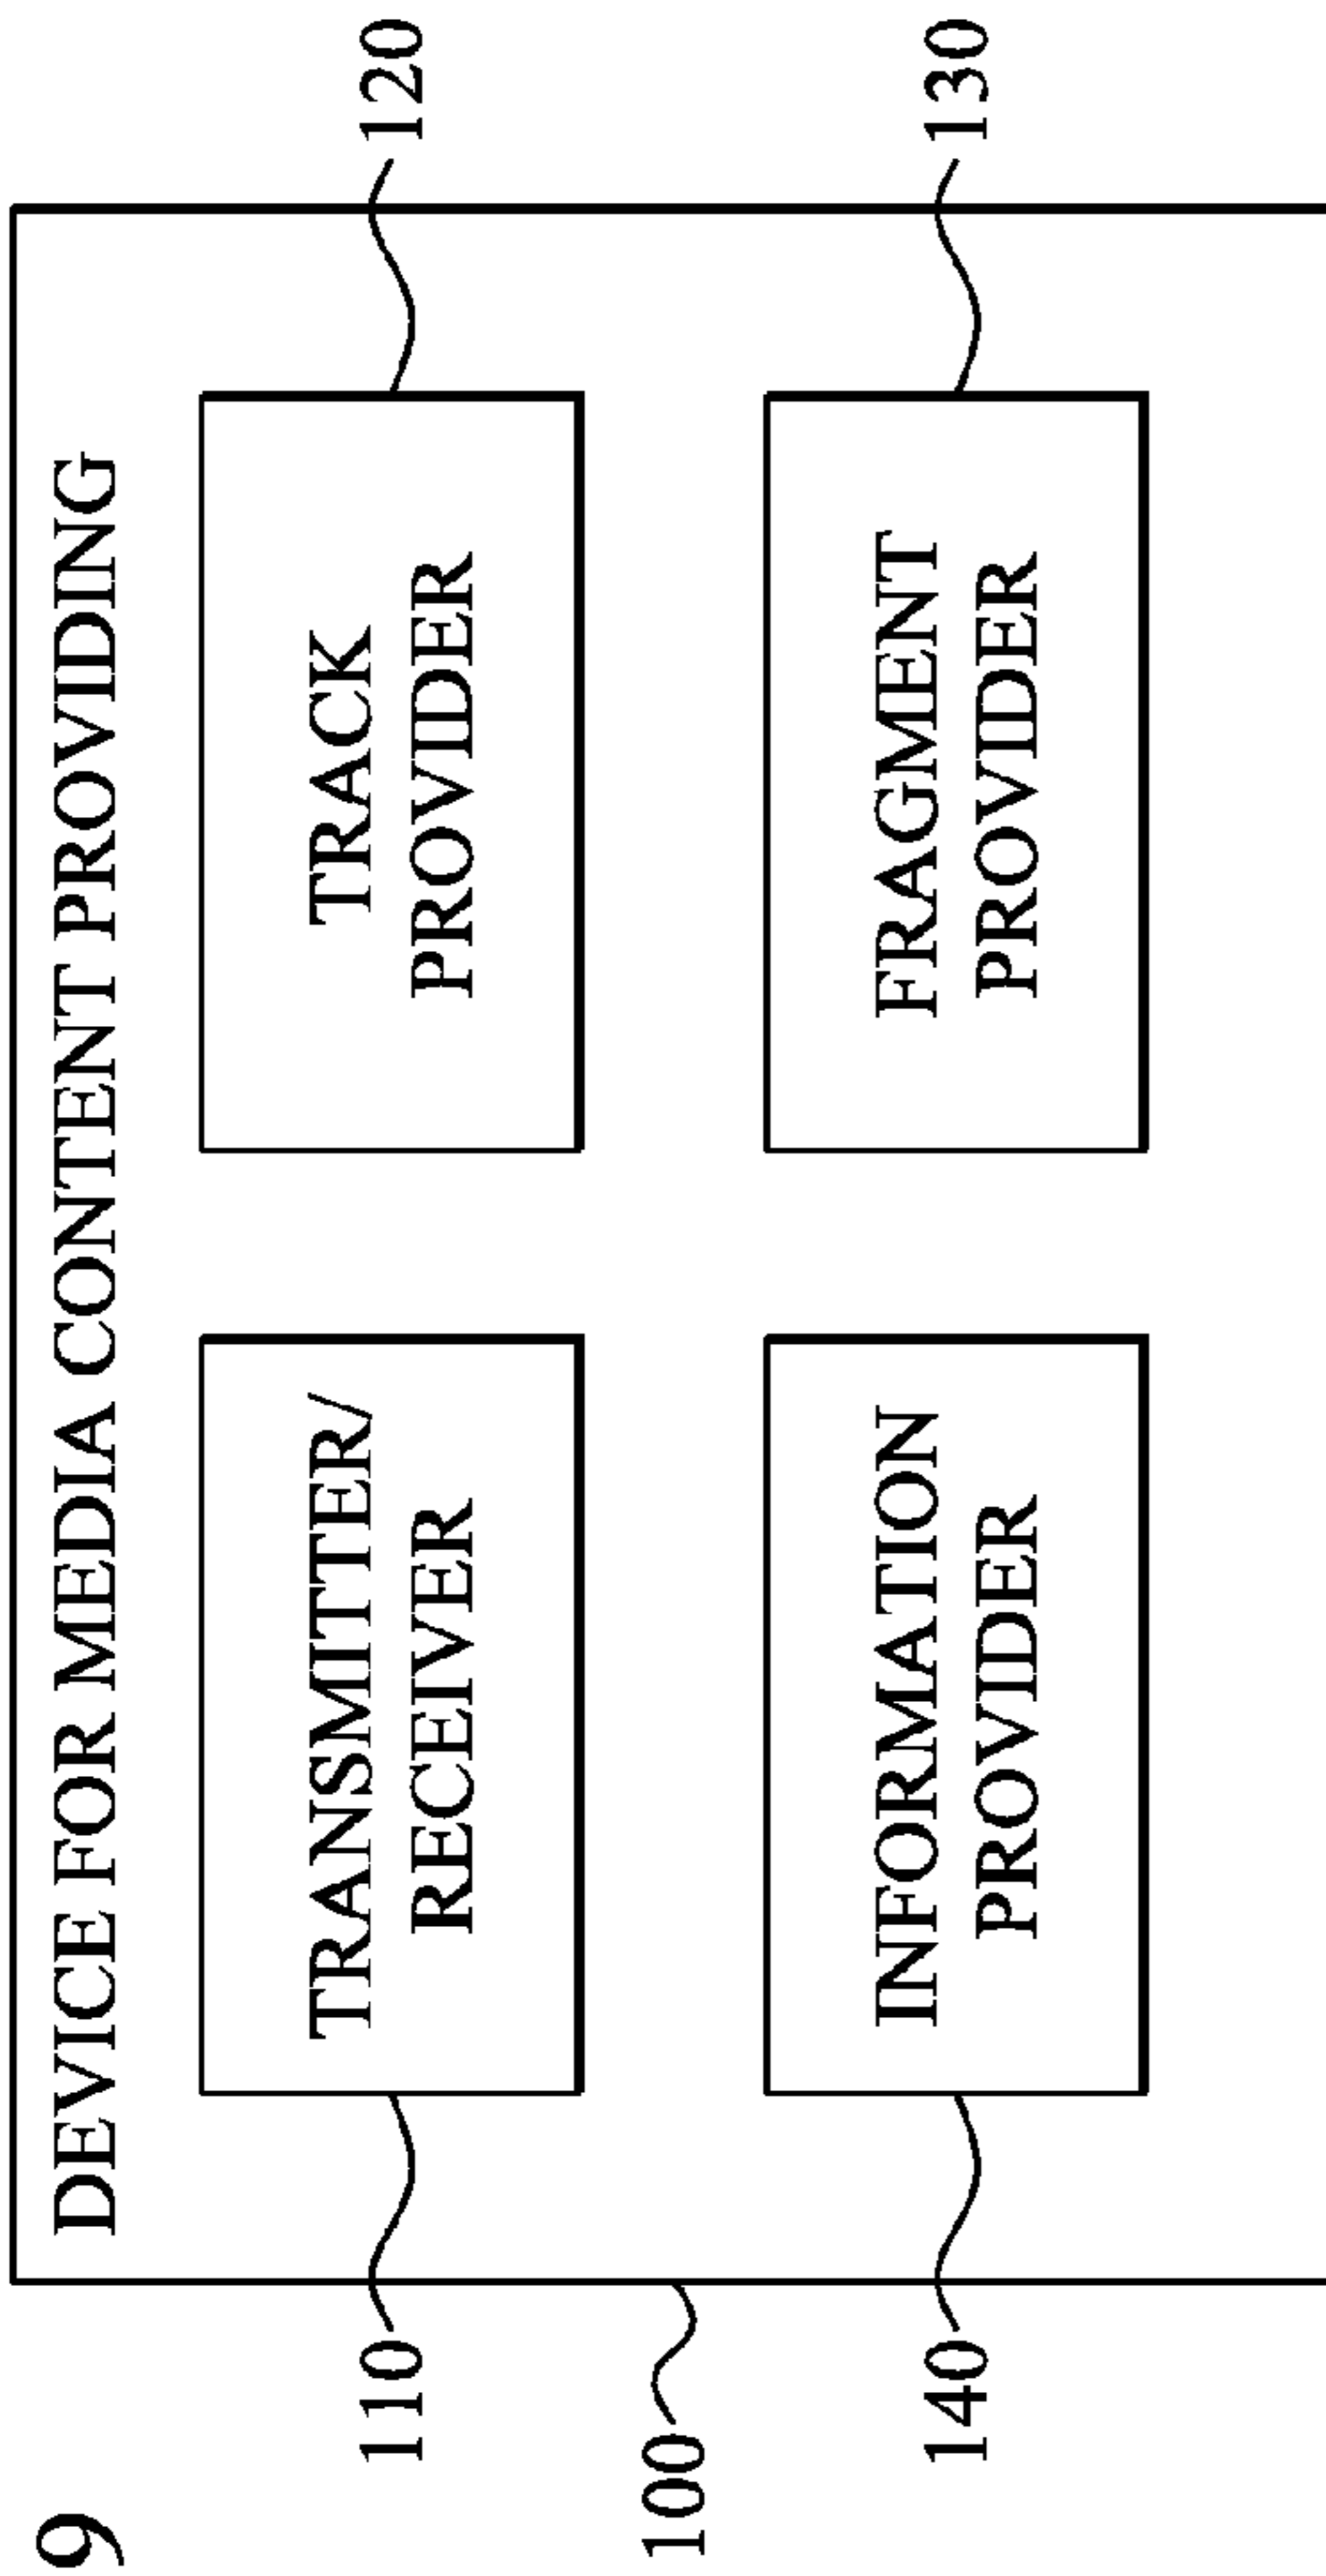 9
DEVICE FOR MEDIA CONTENT PROVIDING
110
TRANSMITTER/
RECEIVER
TRACK
PROVIDER
120
100
140
INFORMATION
PROVIDER
FRAGMENT
PROVIDER
130